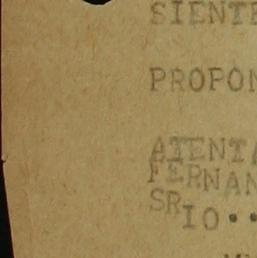 SIENTE
PROPON
ATENTA
FERNAN
SRIO..